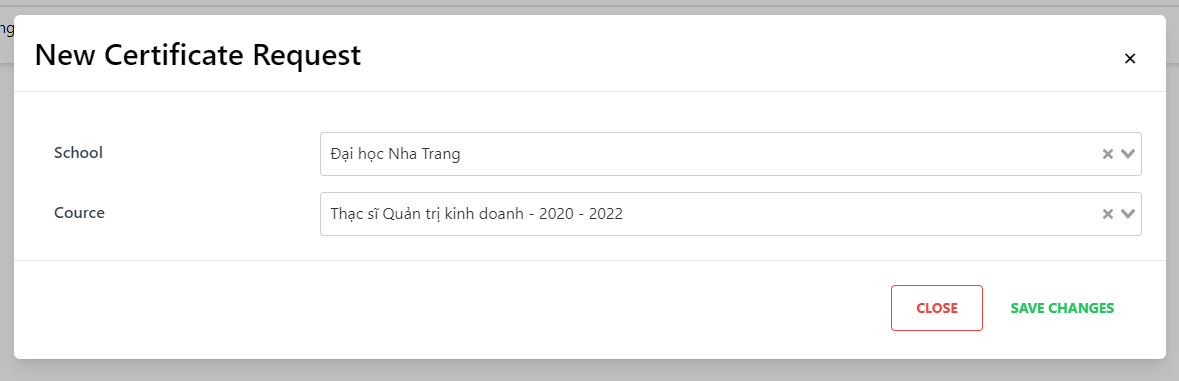 ng
New Certificate Request
×
School
Đại học Nha Trang
Cource
Thạc sĩ Quản trị kinh doanh - 2020 - 2022
CLOSE
SAVE CHANGES